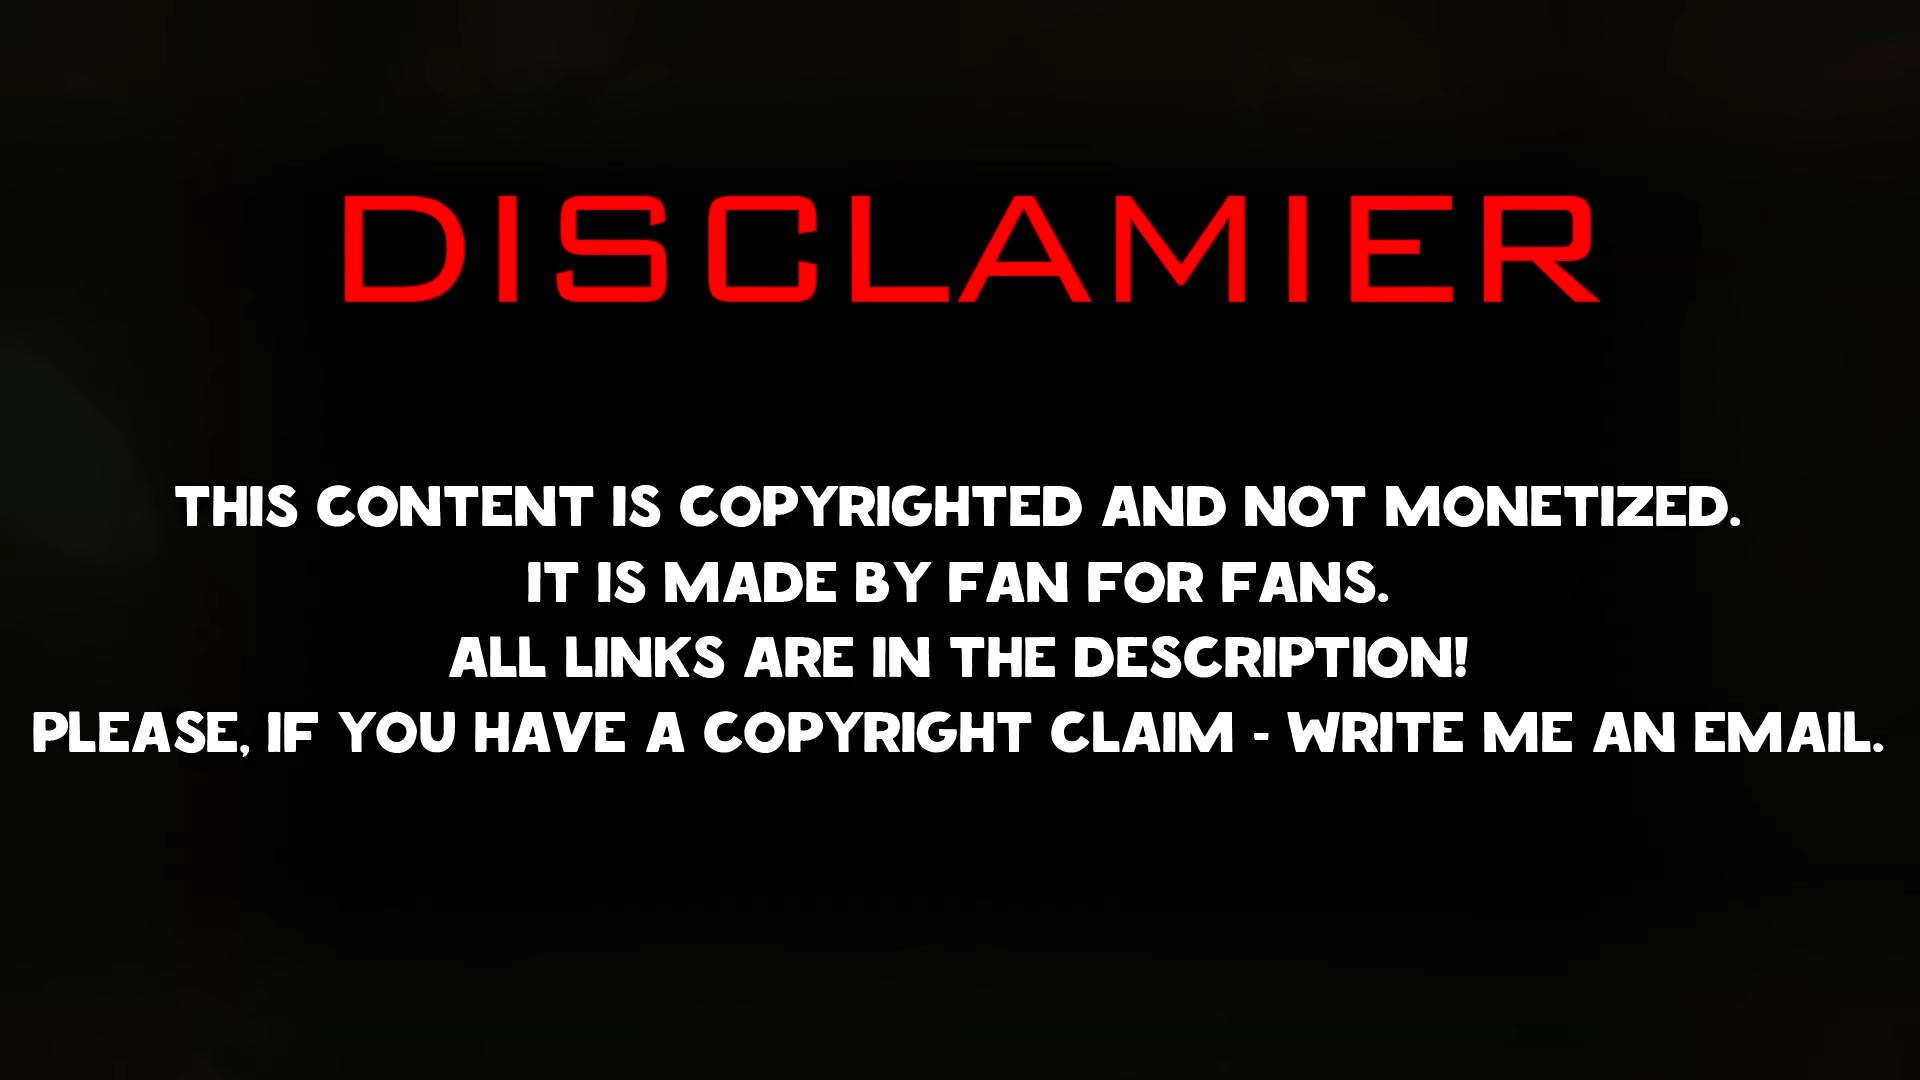 DISCLAMIER
THIS CONTENT IS COPYRIGHTED AND NOT MONETIZED.
IT IS MADE BY FAN FOR FANS.
ALL LINKS ARE IN THE DESCRIPTION!
PLEASE, IF YOU HAVE A COPYRIGHT CLAIM - WRITE ME AN EMAIL.